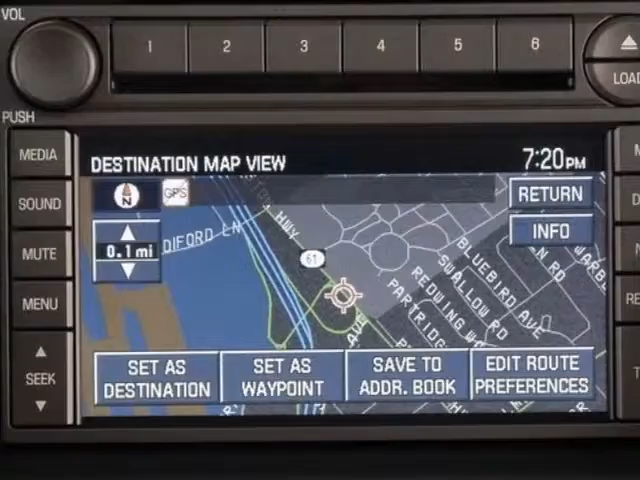 VOL
1 2 3 4 5 6
LOAD
PUSH
MEDIA
SOUND
MUTE
MENU
SEEK
DESTINATION MAP VIEW
7:20PM
N
GPS
RETURN
INFO
0.1 mi
DIFORD LN
HWY
61
AVE
BLUEBIRD AVE
SWALLOW RD
REDWING
PARTRIDG
N RD
SET AS
DESTINATION
SET AS
WAYPOINT
SAVE TO
ADDR. BOOK
EDIT ROUTE
PREFERENCES